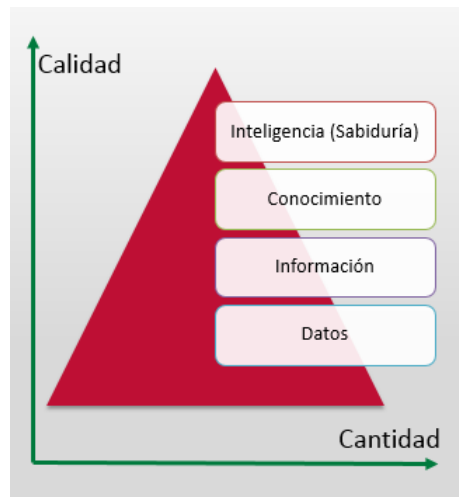 Calidad
Inteligencia (Sabiduría)
Conocimiento
Información
Datos
Cantidad